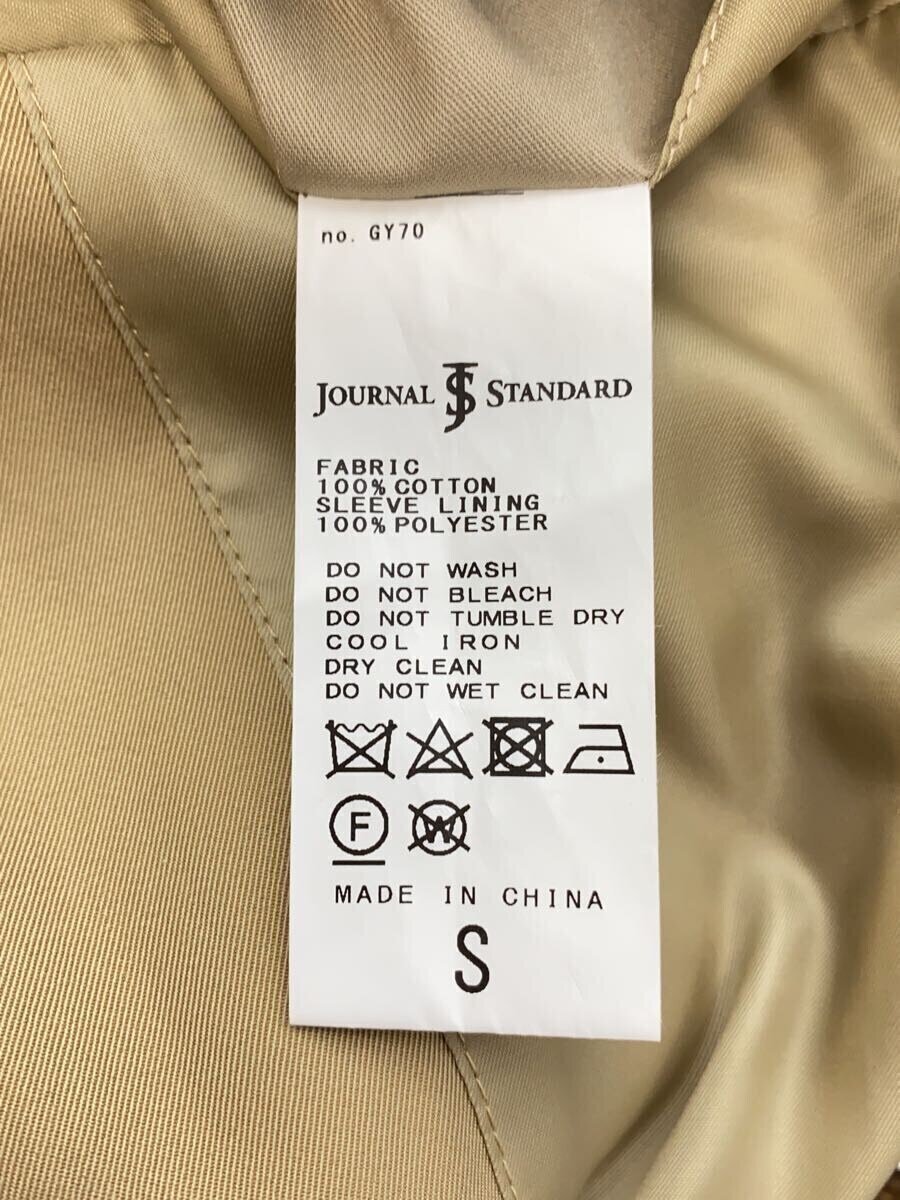 no. GY70
JOURNAL JS STANDARD
FABRIC
100% COTTON
SLEEVE LINING
100% POLYESTER
DO NOT WASH
DO NOT BLEACH
DO NOT TUMBLE DRY
COOL IRON
DRY CLEAN
DO NOT WET CLEAN
F W
MADE IN CHINA
S